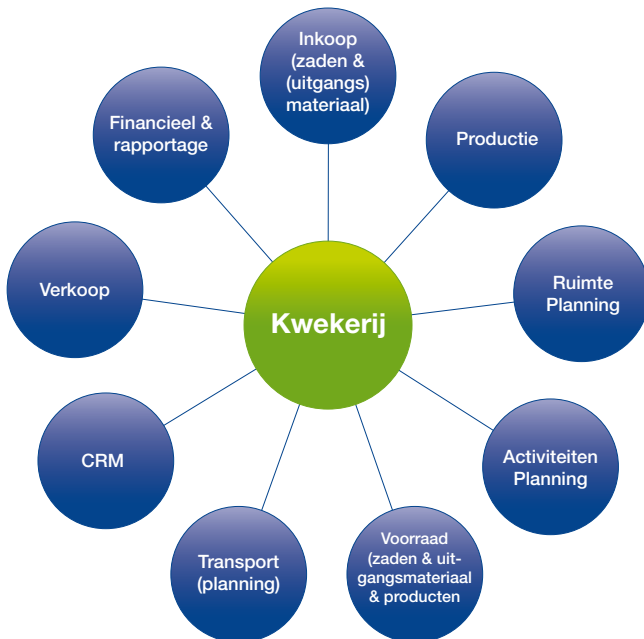 Inkoop
(zaden &
(uitgangs)
materiaal)
Productie
Ruimte
Planning
Activiteiten
Planning
Voorraad
(zaden & uit-
gangsmateriaal
& producten
Transport
(planning)
CRM
Verkoop
Financieel &
rapportage
Kwekerij